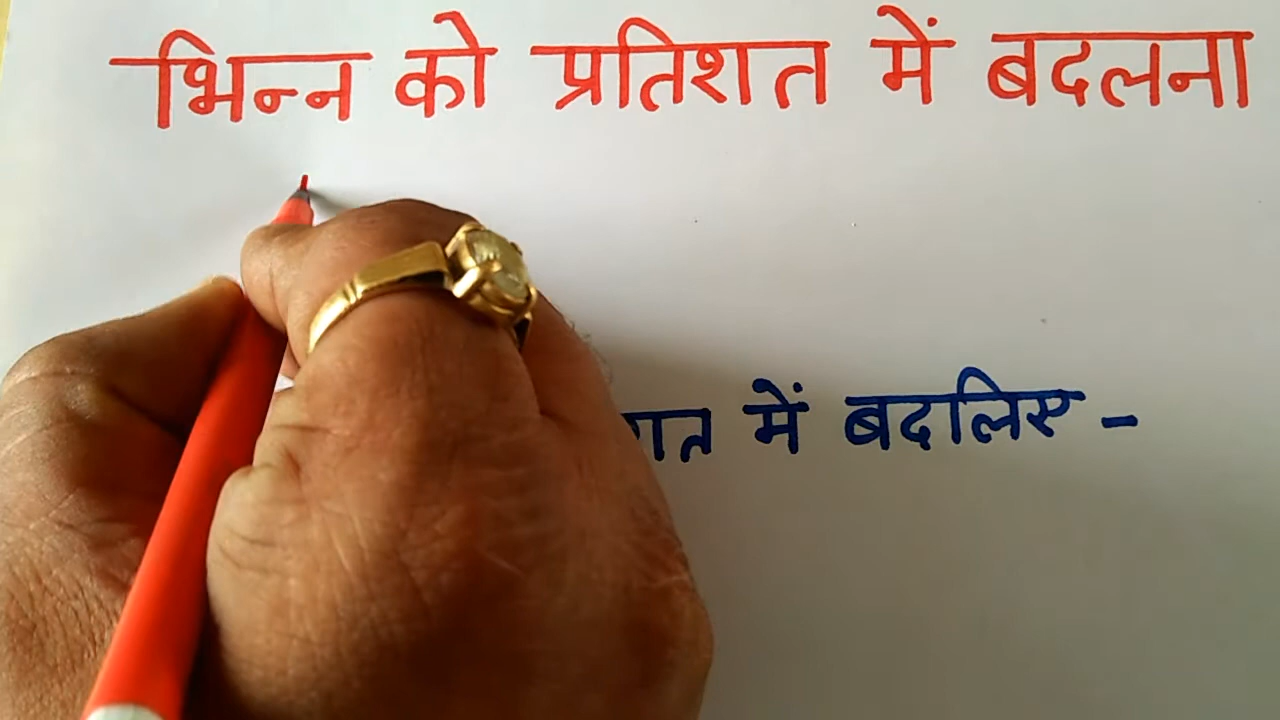 भिन्न को प्रतिशत में बदलना
में बदलिए -